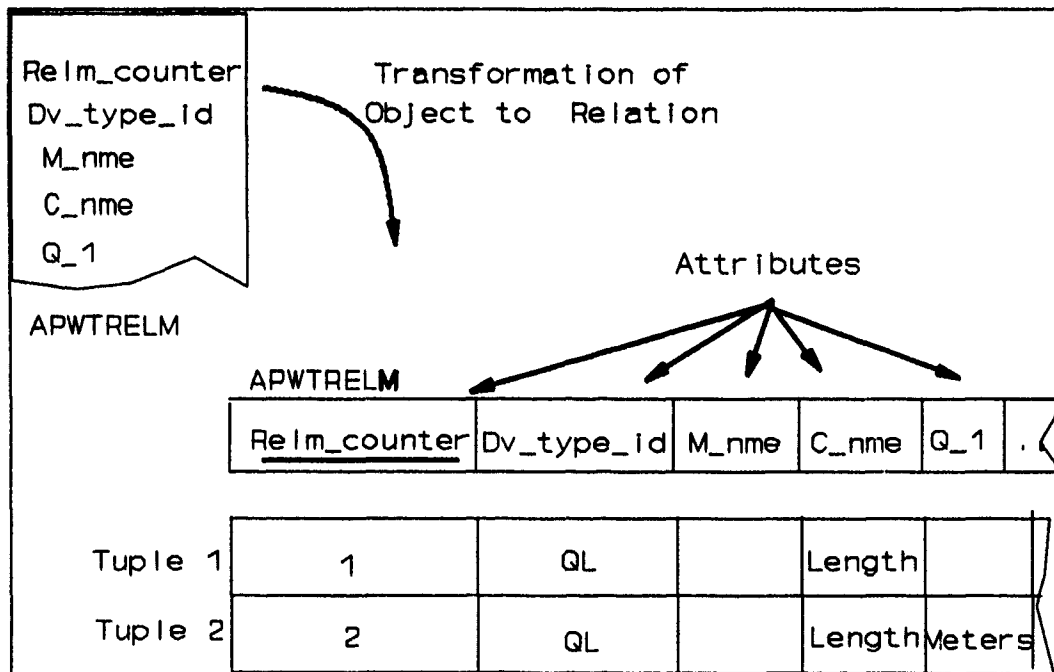 Relm_counter
Dv_type_id
M_nme
C_nme
Q_1
Transformation of
Object to Relation
APWTRELM
Attributes
APWTRELM
Relm_counter Dv_type_id M_nme C_nme Q_1 ..
Tuple 1 1 QL Length
Tuple 2 2 QL Length Meters